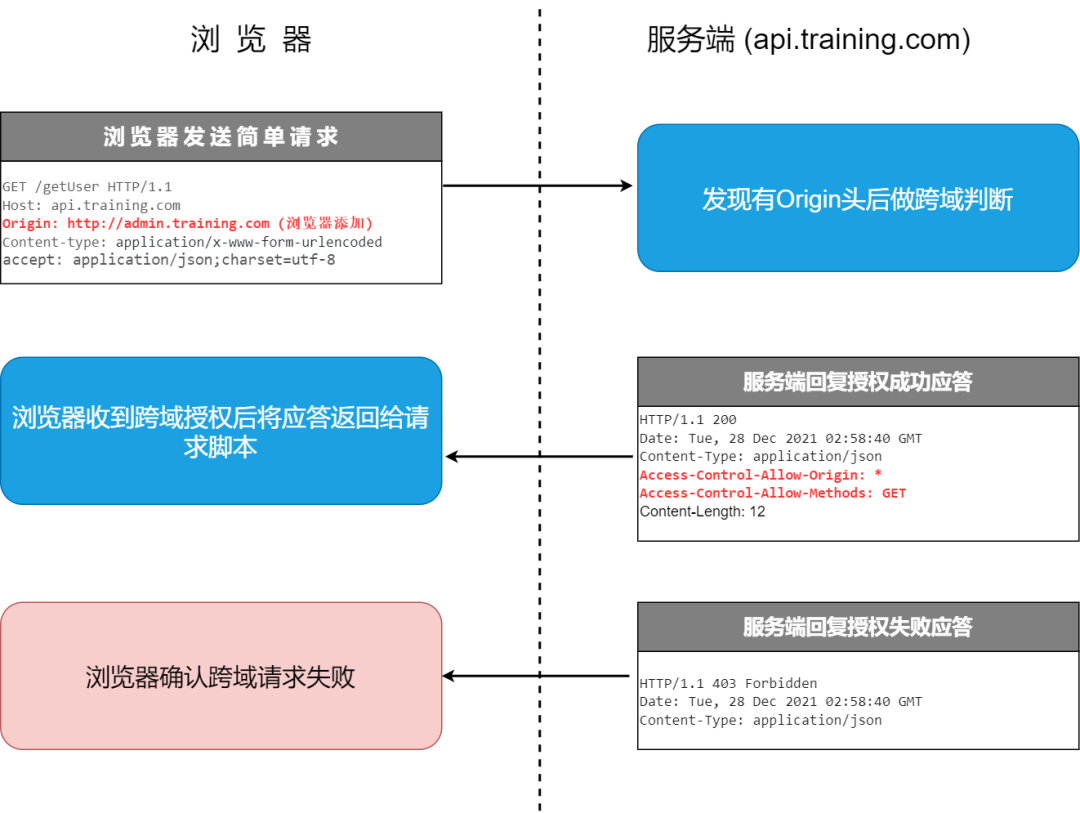 浏 览 器
服务端 (api.training.com)
浏览器发送简单请求
GET /getUser HTTP/1.1
Host: api.training.com
Origin: http://admin.training.com (浏览器添加)
Content-type: application/x-www-form-urlencoded
accept: application/json;charset=utf-8
发现有Origin头后做跨域判断
浏览器收到跨域授权后将应答返回给请
求脚本
服务端回复授权成功应答
HTTP/1.1 200
Date: Tue, 28 Dec 2021 02:58:40 GMT
Content-Type: application/json
Access-Control-Allow-Origin: *
Access-Control-Allow-Methods: GET
Content-Length: 12
浏览器确认跨域请求失败
服务端回复授权失败应答
HTTP/1.1 403 Forbidden
Date: Tue, 28 Dec 2021 02:58:40 GMT
Content-Type: application/json